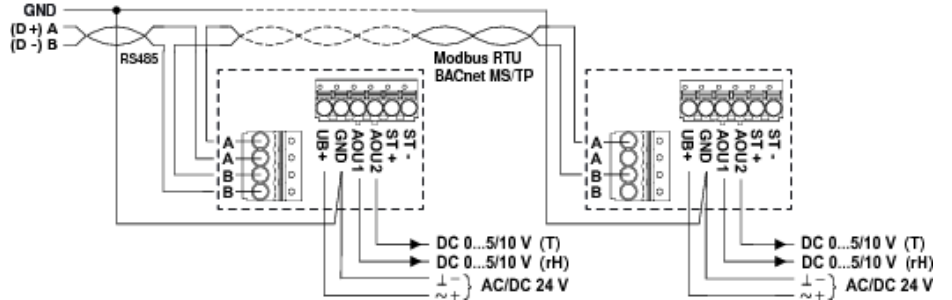 GND
(D +) A
(D -) B
RS485
Modbus RTU
BACnet MS/TP
A
A
B
B
UB+
GND
AOU1
AOU2
ST +
ST -
A
A
B
B
UB+
GND
AOU1
AOU2
ST +
ST -
DC 0...5/10 V (T)
DC 0...5/10 V (rH)
⊥ −
~ +
AC/DC 24 V
DC 0...5/10 V (T)
DC 0...5/10 V (rH)
⊥ −
~ +
AC/DC 24 V